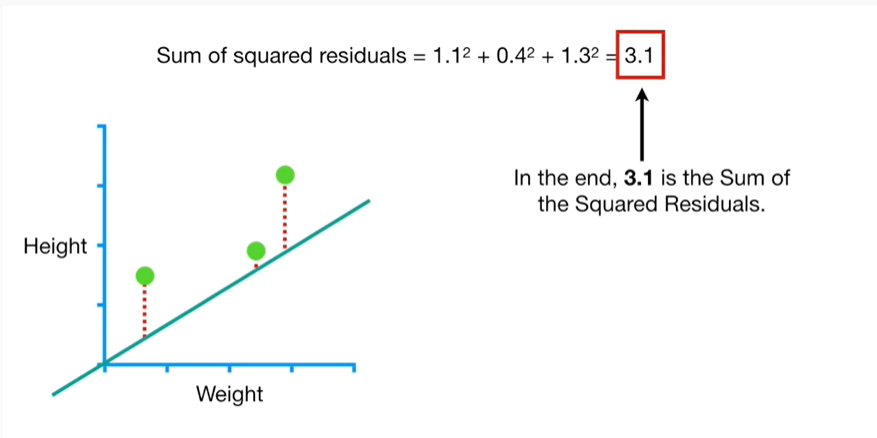 Sum of squared residuals = 1.1² + 0.4² + 1.3² = 3.1
In the end, 3.1 is the Sum of
the Squared Residuals.
Height
Weight